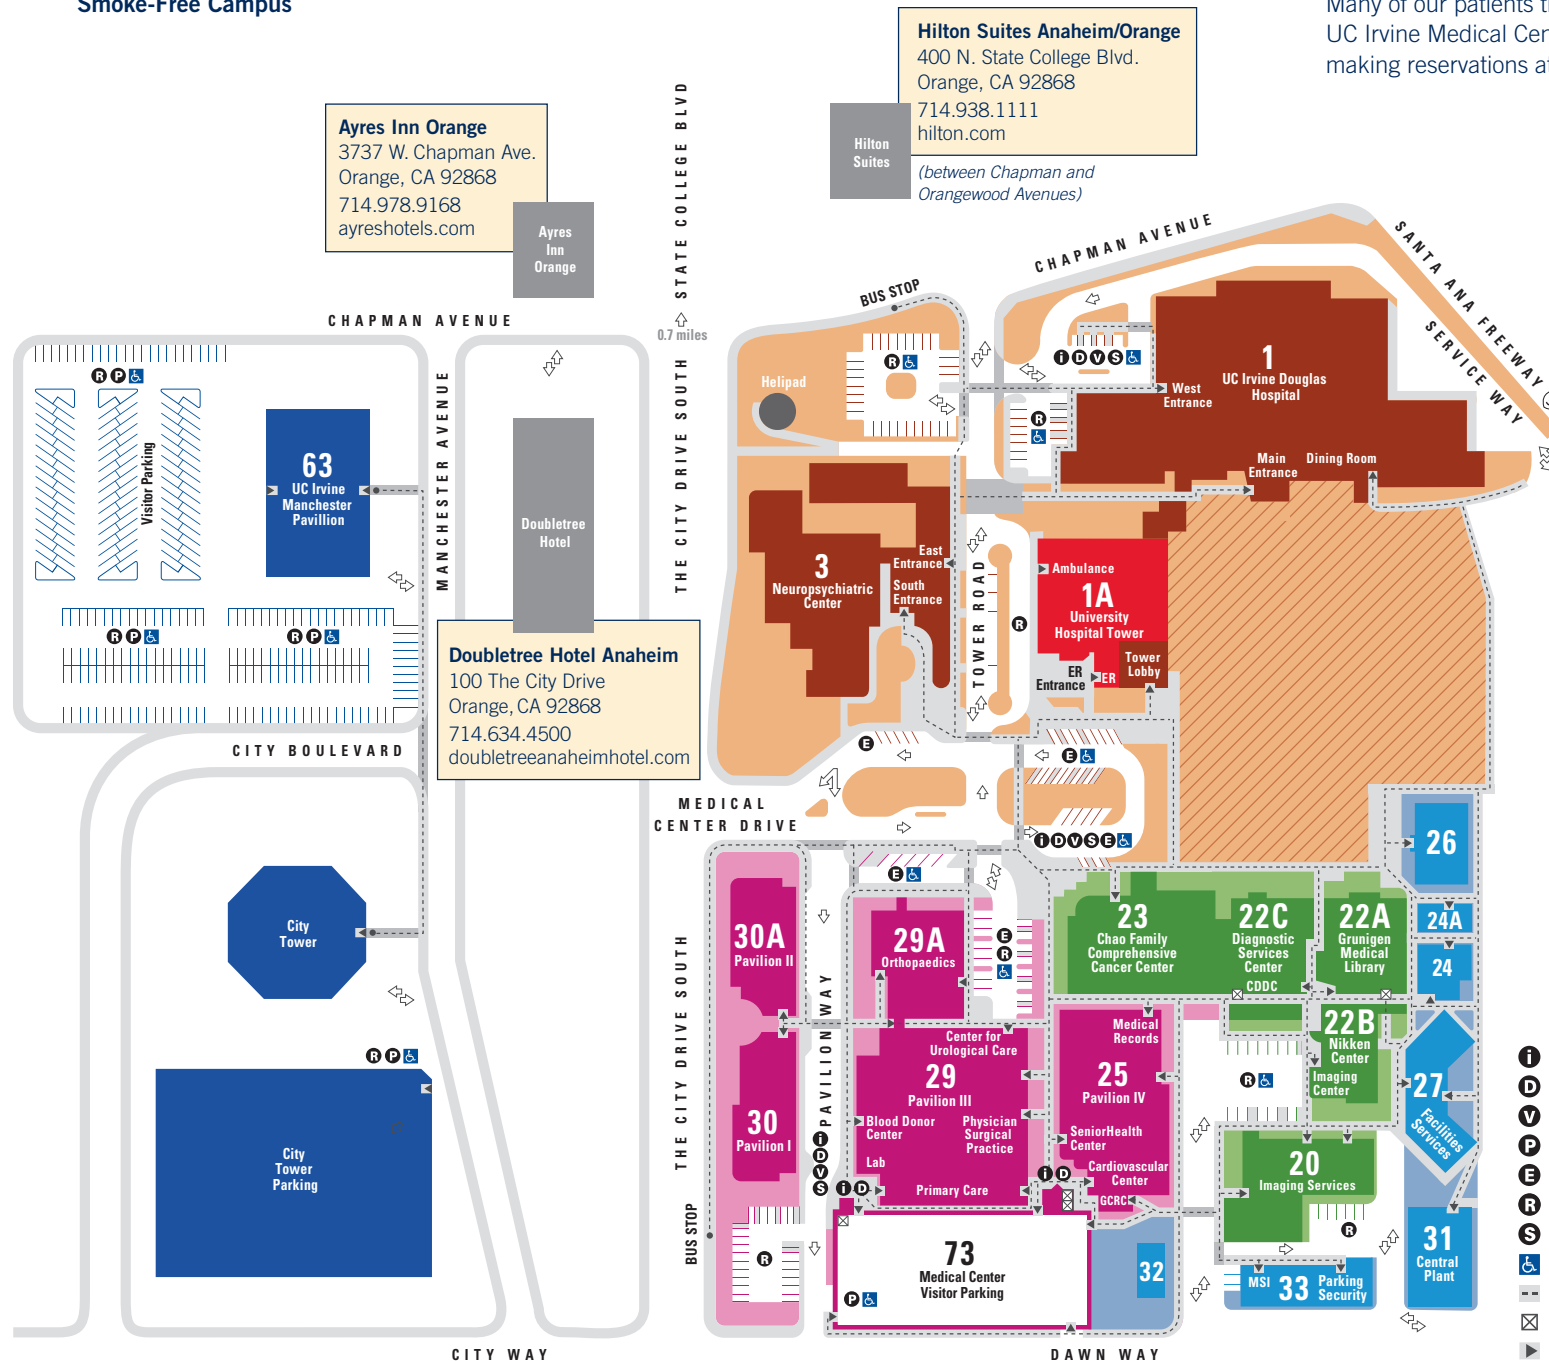 Smoke-Free Campus
Many of our patients
UC Irvine Medical
making reservations
Hilton Suites Anaheim/Orange
400 N. State College Blvd.
Orange, CA 92868
714.938.1111
hilton.com
(between Chapman and
Orangewood Avenues)
Hilton
Suites
Ayres Inn Orange
3737 W. Chapman Ave.
Orange, CA 92868
714.978.9168
ayreshotels.com
Ayres
Inn
Orange
STATE COLLEGE BLVD
0.7 miles
THE CITY DRIVE SOUTH
CHAPMAN AVENUE
CHAPMAN AVENUE
SANTA ANA FREEWAY
SERVICE WAY
BUS STOP
R P
Visitor Parking
63
UC Irvine
Manchester
Pavillion
MANCHESTER AVENUE
R P
R P
Doubletree
Hotel
Doubletree Hotel Anaheim
100 The City Drive
Orange, CA 92868
714.634.4500
doubletreeanaheimhotel.com
CITY BOULEVARD
City
Tower
R P
City
Tower
Parking
CITY WAY
Helipad
R
i D V S
R
1
UC Irvine Douglas
Hospital
West
Entrance
Main
Entrance
Dining Room
3
Neuropsychiatric
Center
East
Entrance
South
Entrance
TOWER ROAD
R
Ambulance
1A
University
Hospital Tower
ER
Entrance
ER
Tower
Lobby
E
E
i D V S E
MEDICAL
CENTER DRIVE
E
E
R
30A
Pavilion II
30
Pavilion I
THE CITY DRIVE SOUTH
BUS STOP
R
PAVILION WAY
i
D
V
S
29A
Orthopaedics
Center for
Urological Care
29
Pavilion III
Blood Donor
Center
Physician
Surgical
Practice
Lab
Primary Care
i D
i D
73
Medical Center
Visitor Parking
P
23
Chao Family
Comprehensive
Cancer Center
22C
Diagnostic
Services
Center
CDDC
22A
Grunigen
Medical
Library
22B
Nikken
Center
Imaging
Center
Medical
Records
25
Pavilion IV
SeniorHealth
Center
Cardiovascular
Center
GCRC
R
20
Imaging Services
R
26
24A
24
27
Facilities
Services
31
Central
Plant
32
MSI
33
Parking
Security
DAWN WAY
i
D
V
P
E
R
S